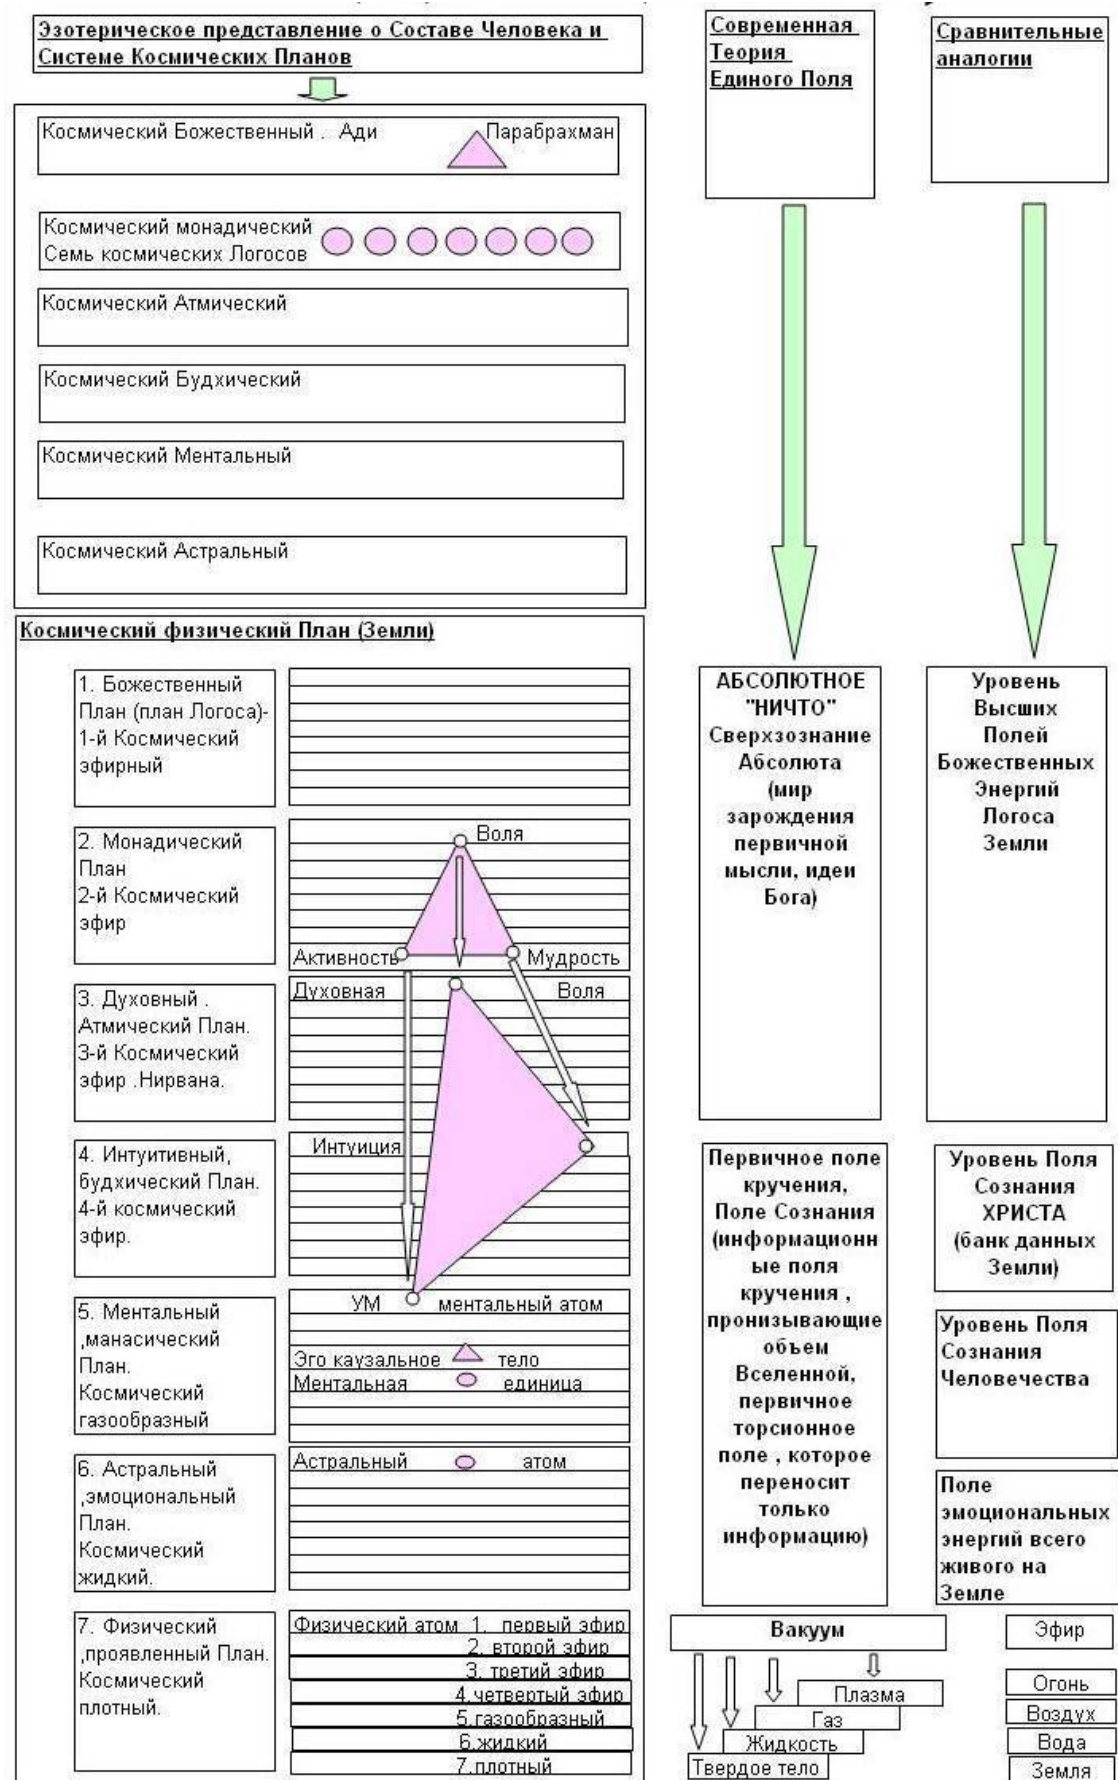 Эзотерическое представление о Составе Человека и
Системе Космических Планов
Современная
Теория
Единого Поля
Сравнительные
аналогии
Космический Божественный . Ади
Парабрахман
Космический монадический
Семь космических Логосов
Космический Атмический
Космический Будхический
Космический Ментальный
Космический Астральный
Космический физический План (Земли)
1. Божественный
План (план Логоса)-
1-й Космический
эфирный
2. Монадический
План
2-й Космический
эфир
Воля
Активность
Мудрость
3. Духовный .
Атмический План.
3-й Космический
эфир .Нирвана.
Духовная
Воля
4. Интуитивный,
будхический План.
4-й космический
эфир.
Интуиция
5. Ментальный
,манасический
План.
Космический
газообразный
УМ
ментальный атом
Эго каузальное
тело
Ментальная
единица
6. Астральный
,эмоциональный
План.
Космический
жидкий.
Астральный
атом
7. Физический
,проявленный План.
Космический
плотный.
Физический атом 1. первый эфир
2. второй эфир
3. третий эфир
4.четвертый эфир
5.газообразный
6.жидкий
7.плотный
АБСОЛЮТНОЕ
"НИЧТО"
Сверхзознание
Абсолюта
(мир
зарождения
первичной
мысли, идеи
Бога)
Первичное поле
кручения,
Поле Сознания
(информационн
ые поля
кручения ,
пронизывающие
объем
Вселенной,
первичное
торсионное
поле , которое
переносит
только
информацию)
Вакуум
Плазма
Газ
Жидкость
Твердое тело
Уровень
Высших
Полей
Божественных
Энергий
Логоса
Земли
Уровень Поля
Сознания
ХРИСТА
(банк данных
Земли)
Уровень Поля
Сознания
Человечества
Поле
эмоциональных
энергий всего
живого на
Земле
Эфир
Огонь
Воздух
Вода
Земля